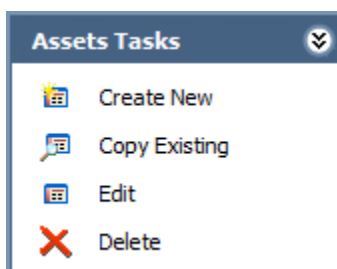 Assets Tasks
Create New
Copy Existing
Edit
Delete